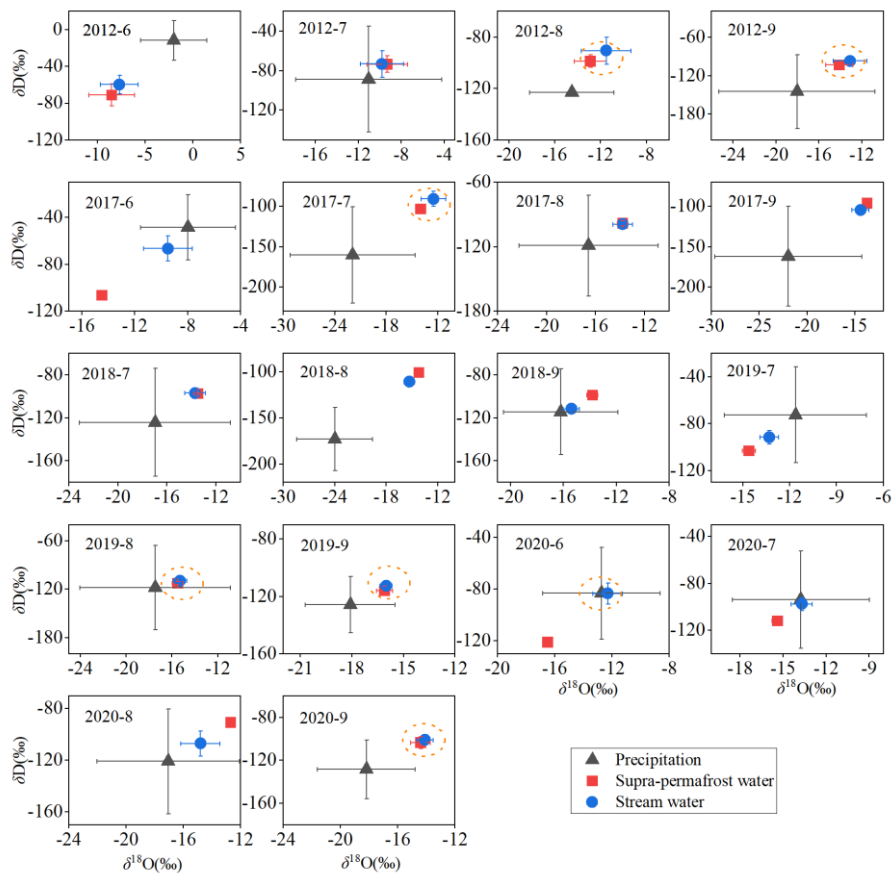 δD(‰)
0
-40
-80
-120
2012-6
-10 -5 0 5
-40
-80
-120
2012-7
-16 -12 -8 -4
-80
-120
-160
2012-8
-20 -16 -12 -8
-60
-120
-180
2012-9
-24 -20 -16 -12
δD(‰)
-40
-80
-120
2017-6
-16 -12 -8 -4
-100
-150
-200
2017-7
-30 -24 -18 -12
-60
-120
-180
2017-8
-24 -20 -16 -12
-100
-150
-200
2017-9
-30 -25 -20 -15
δD(‰)
-80
-120
-160
2018-7
-24 -20 -16 -12
-100
-150
-200
2018-8
-28 -24 -20 -16 -12
-80
-120
-160
2018-9
-20 -16 -12 -8
-40
-80
-120
2019-7
-15 -12 -9 -6
δD(‰)
-60
-120
-180
2019-8
-24 -20 -16 -12
-80
-120
-160
2019-9
-21 -18 -15 -12
-40
-80
-120
2020-6
-16 -12 -8
δ¹⁸O(‰)
-40
-80
-120
2020-7
-18 -15 -12 -9
δ¹⁸O(‰)
δD(‰)
-80
-120
-160
2020-8
-24 -20 -16 -12
δ¹⁸O(‰)
-40
-80
-120
-160
2020-9
-24 -20 -16 -12
δ¹⁸O(‰)
Precipitation
Supra-permafrost water
Stream water